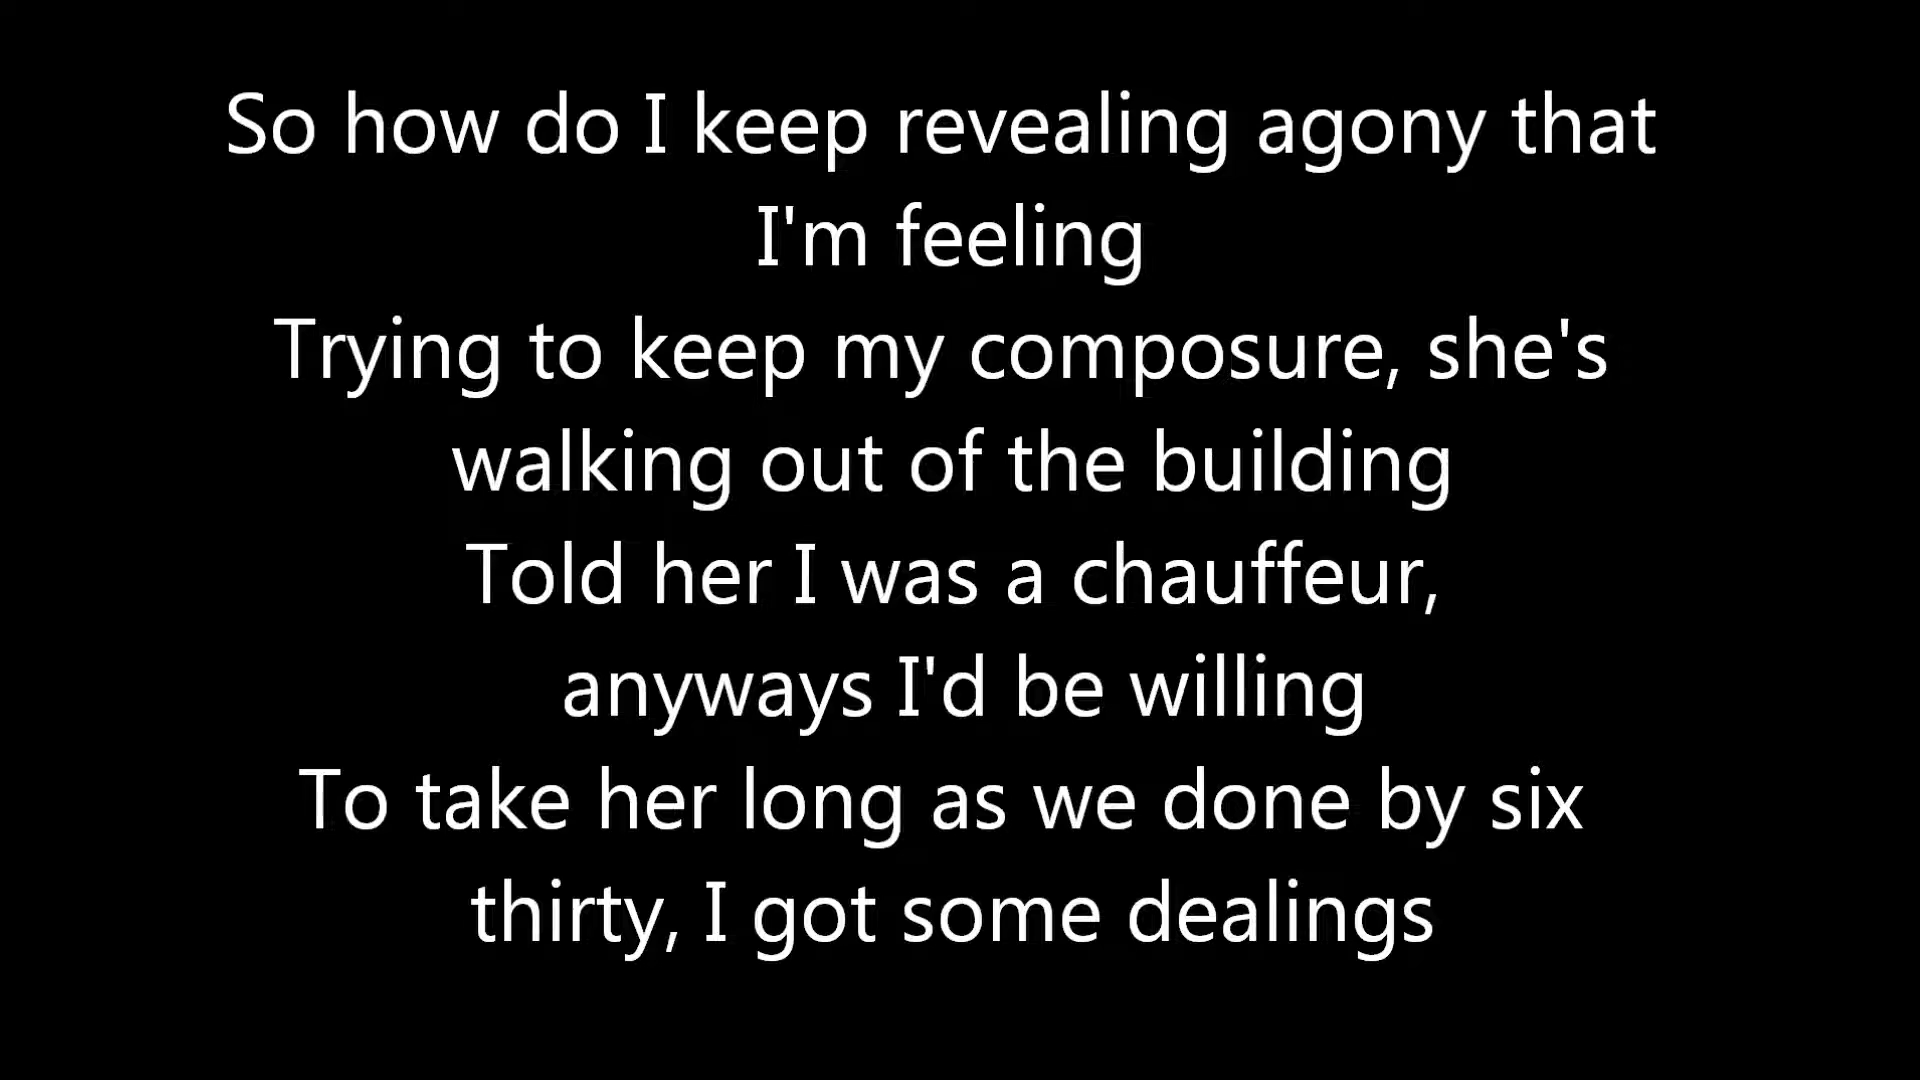 So how do I keep revealing agony that
I'm feeling
Trying to keep my composure, she's
walking out of the building
Told her I was a chauffeur,
anyways I'd be willing
To take her long as we done by six
thirty, I got some dealings